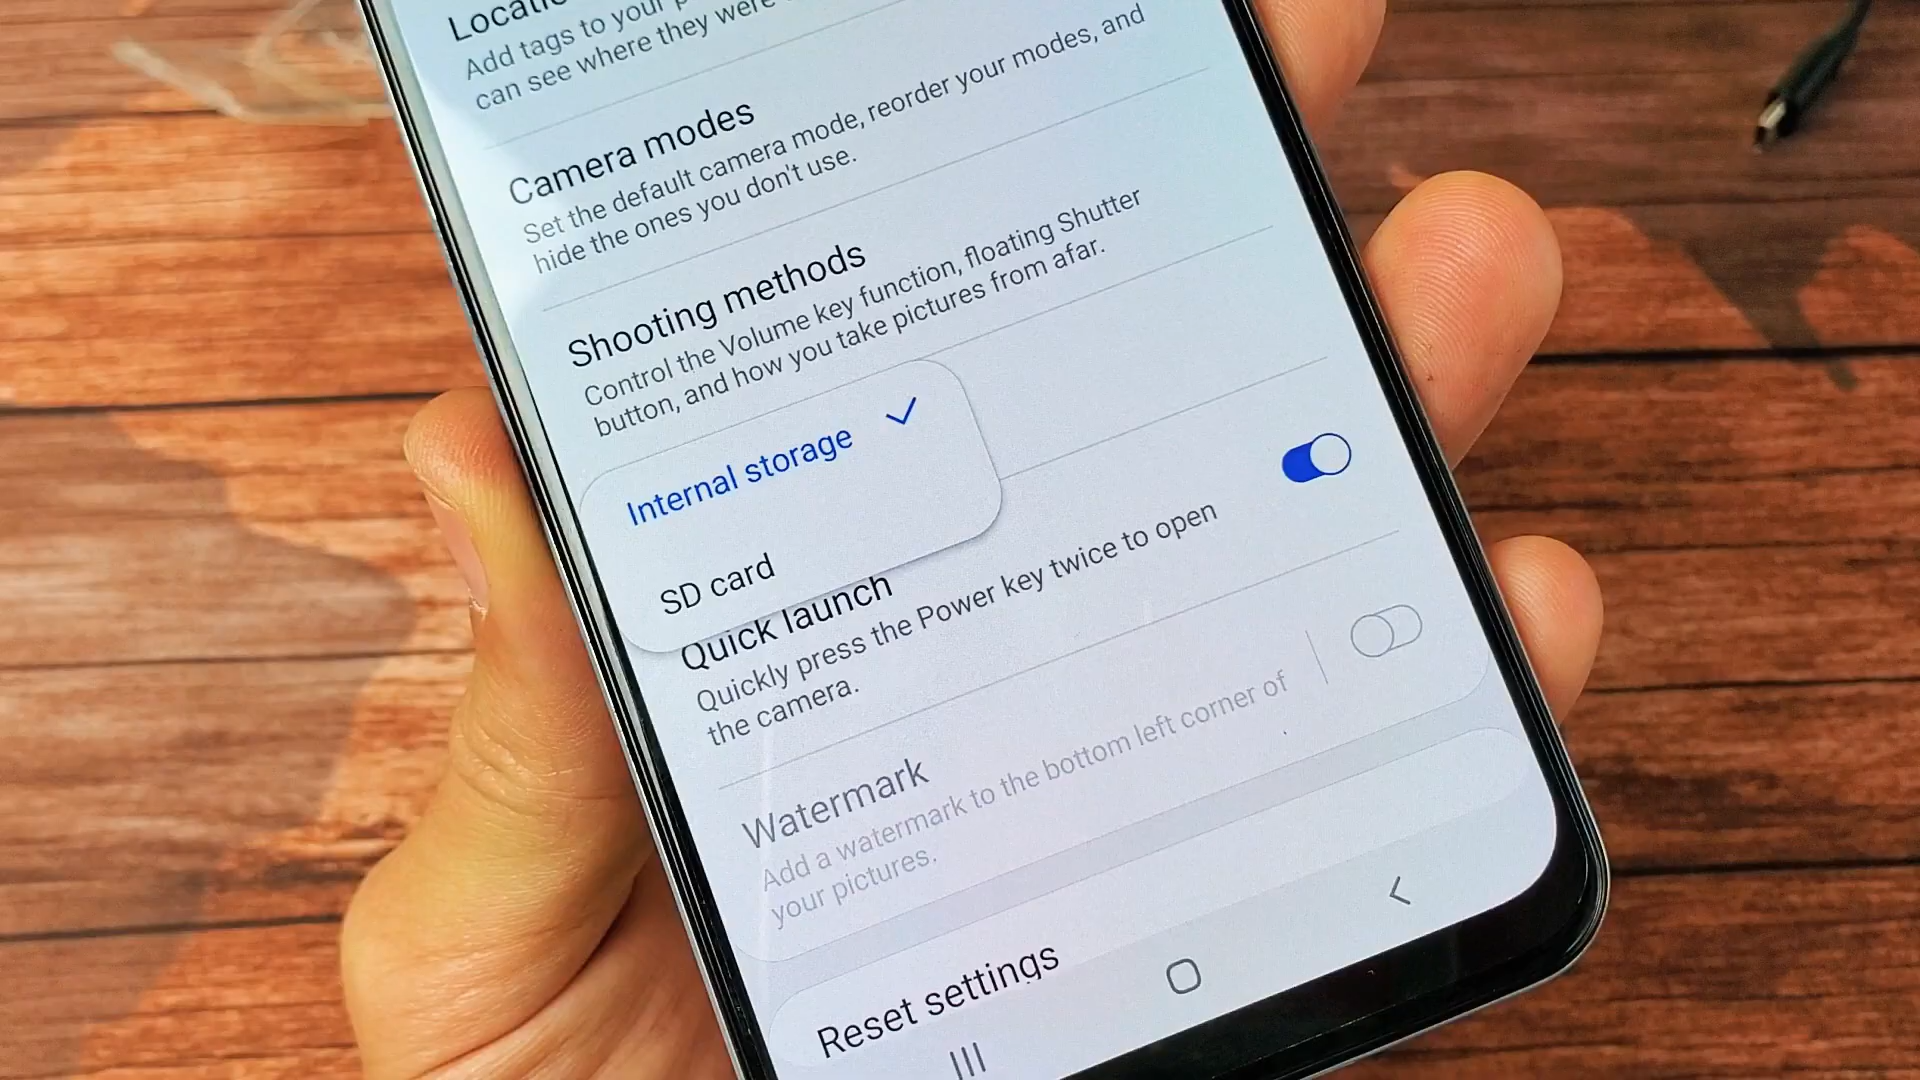 Locatio
Add tags to your p
can see where they were
Camera modes
Set the default camera mode, reorder your modes, and
hide the ones you don't use.
Shooting methods
Control the Volume key function, floating Shutter
button, and how you take pictures from afar.
Internal storage
SD card
Quick launch
Quickly press the Power key twice to open
the camera.
Watermark
Add a watermark to the bottom left corner of
your pictures.
Reset settings